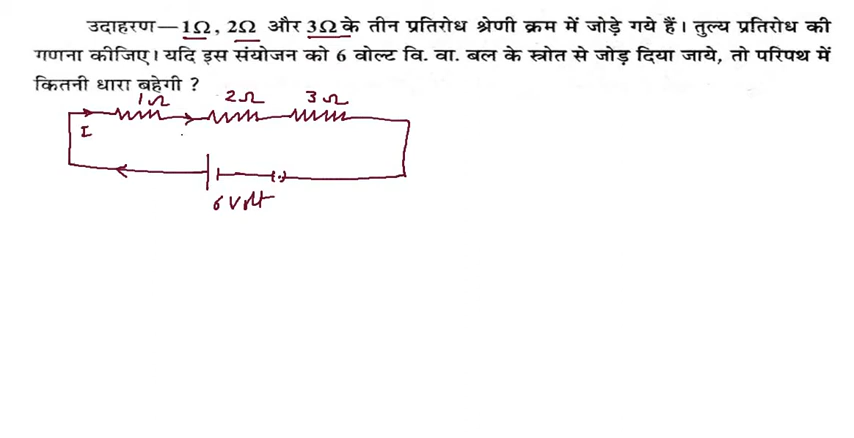 उदाहरण—1Ω, 2Ω और 3Ω के तीन प्रतिरोध श्रेणी क्रम में जोड़े गये हैं। तुल्य प्रतिरोध की
गणना कीजिए। यदि इस संयोजन को 6 वोल्ट वि. वा. बल के स्त्रोत से जोड़ दिया जाये, तो परिपथ में
कितनी धारा बहेगी ?
1Ω 2Ω 3Ω
I
6 Volt